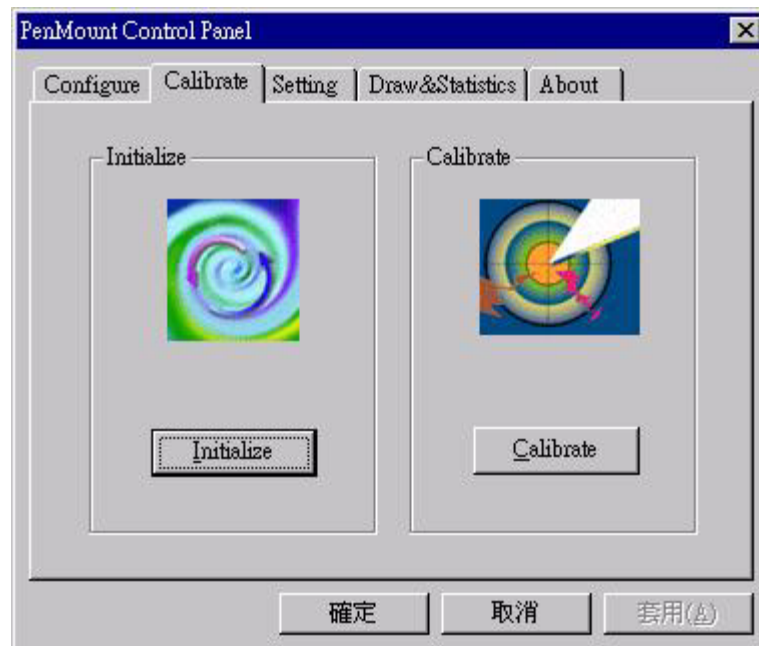 PenMount Control Panel
Configure Calibrate Setting Draw&Statistics About
Initialize Calibrate
Initialize Calibrate
確定 取消 套用(A)